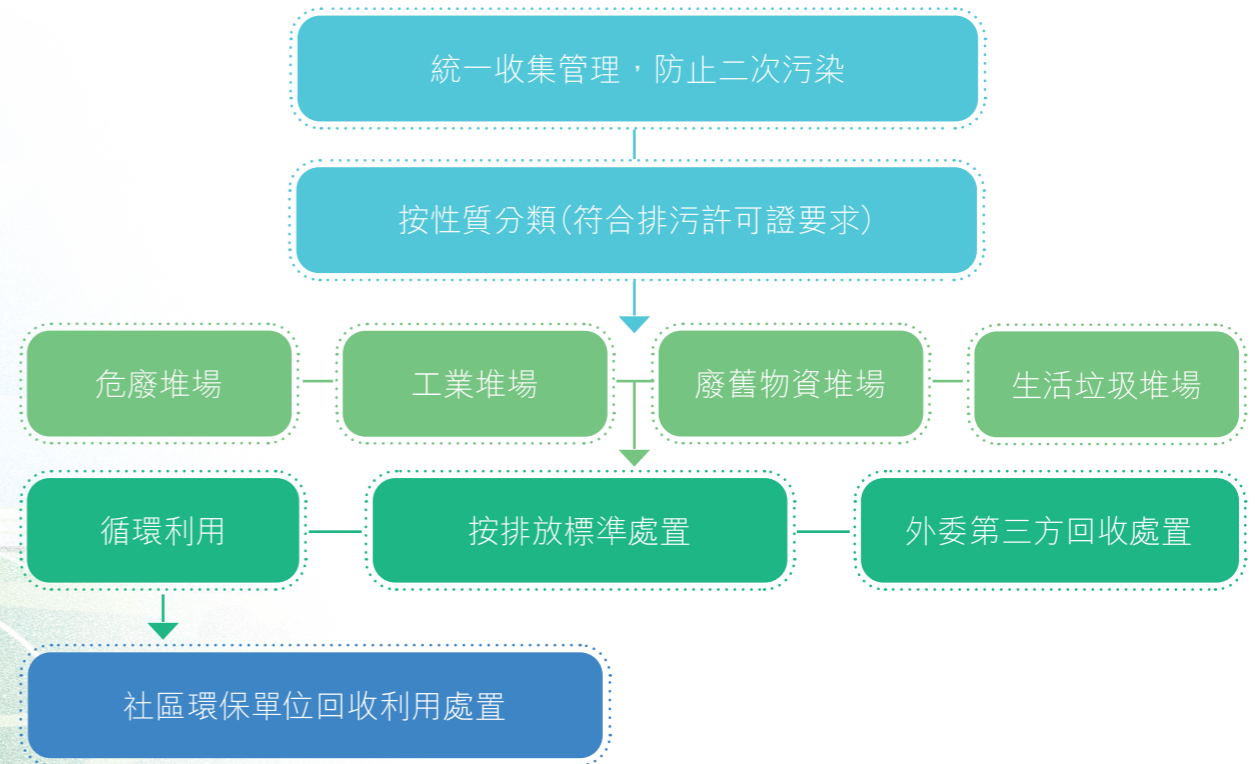 統一收集管理，防止二次污染
按性質分類(符合排污許可證要求)
危廢堆場
工業堆場
廢舊物資堆場
生活垃圾堆場
循環利用
按排放標準處置
外委第三方回收處置
社區環保單位回收利用處置